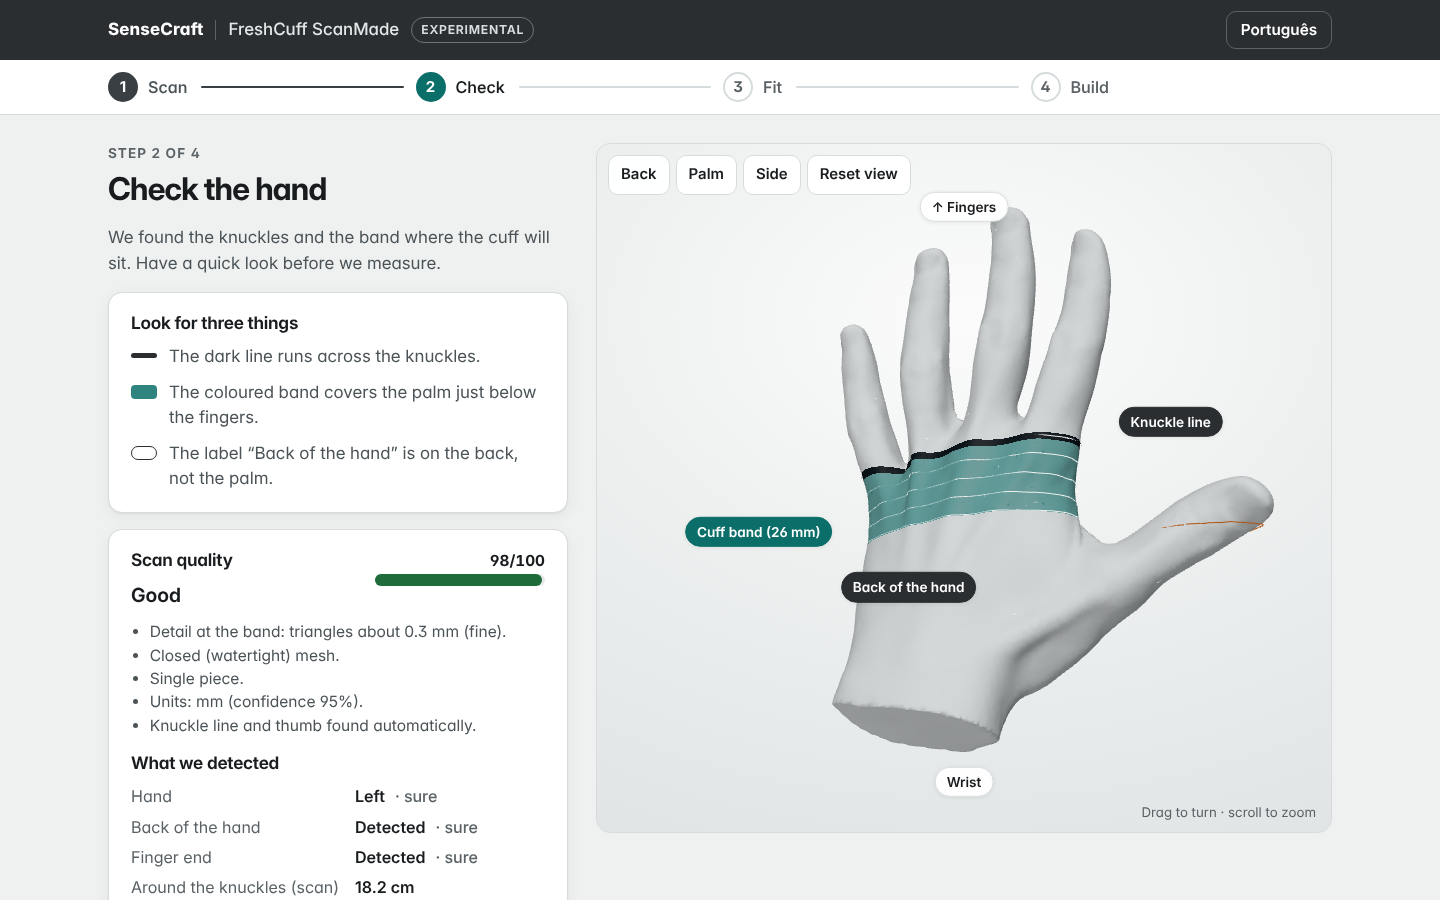 SenseCraft
FreshCuff ScanMade
EXPERIMENTAL
Português
1 Scan
2 Check
3 Fit
4 Build
STEP 2 OF 4
Check the hand
We found the knuckles and the band where the cuff will
sit. Have a quick look before we measure.
Look for three things
The dark line runs across the knuckles.
The coloured band covers the palm just below
the fingers.
The label “Back of the hand” is on the back,
not the palm.
Scan quality
98/100
Good
• Detail at the band: triangles about 0.3 mm (fine).
• Closed (watertight) mesh.
• Single piece.
• Units: mm (confidence 95%).
• Knuckle line and thumb found automatically.
What we detected
Hand Left · sure
Back of the hand Detected · sure
Finger end Detected · sure
Around the knuckles (scan) 18.2 cm
Back
Palm
Side
Reset view
↑ Fingers
Knuckle line
Cuff band (26 mm)
Back of the hand
Wrist
Drag to turn · scroll to zoom